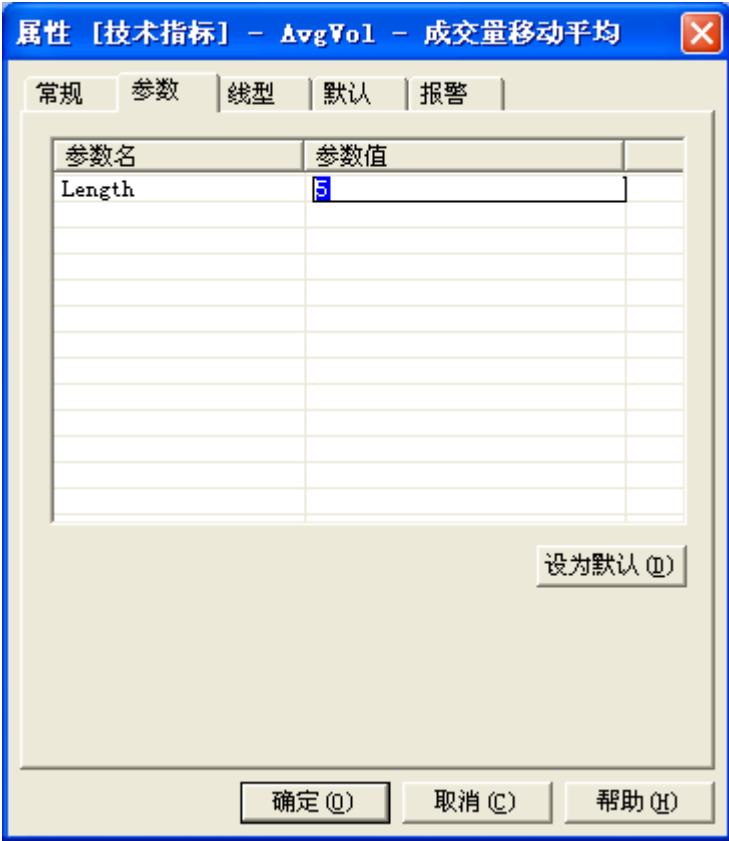 属性 [技术指标] - AvgVol - 成交量移动平均
常规 参数 线型 默认 报警
参数名 参数值
Length 5
设为默认(D)
确定(O) 取消(C) 帮助(H)